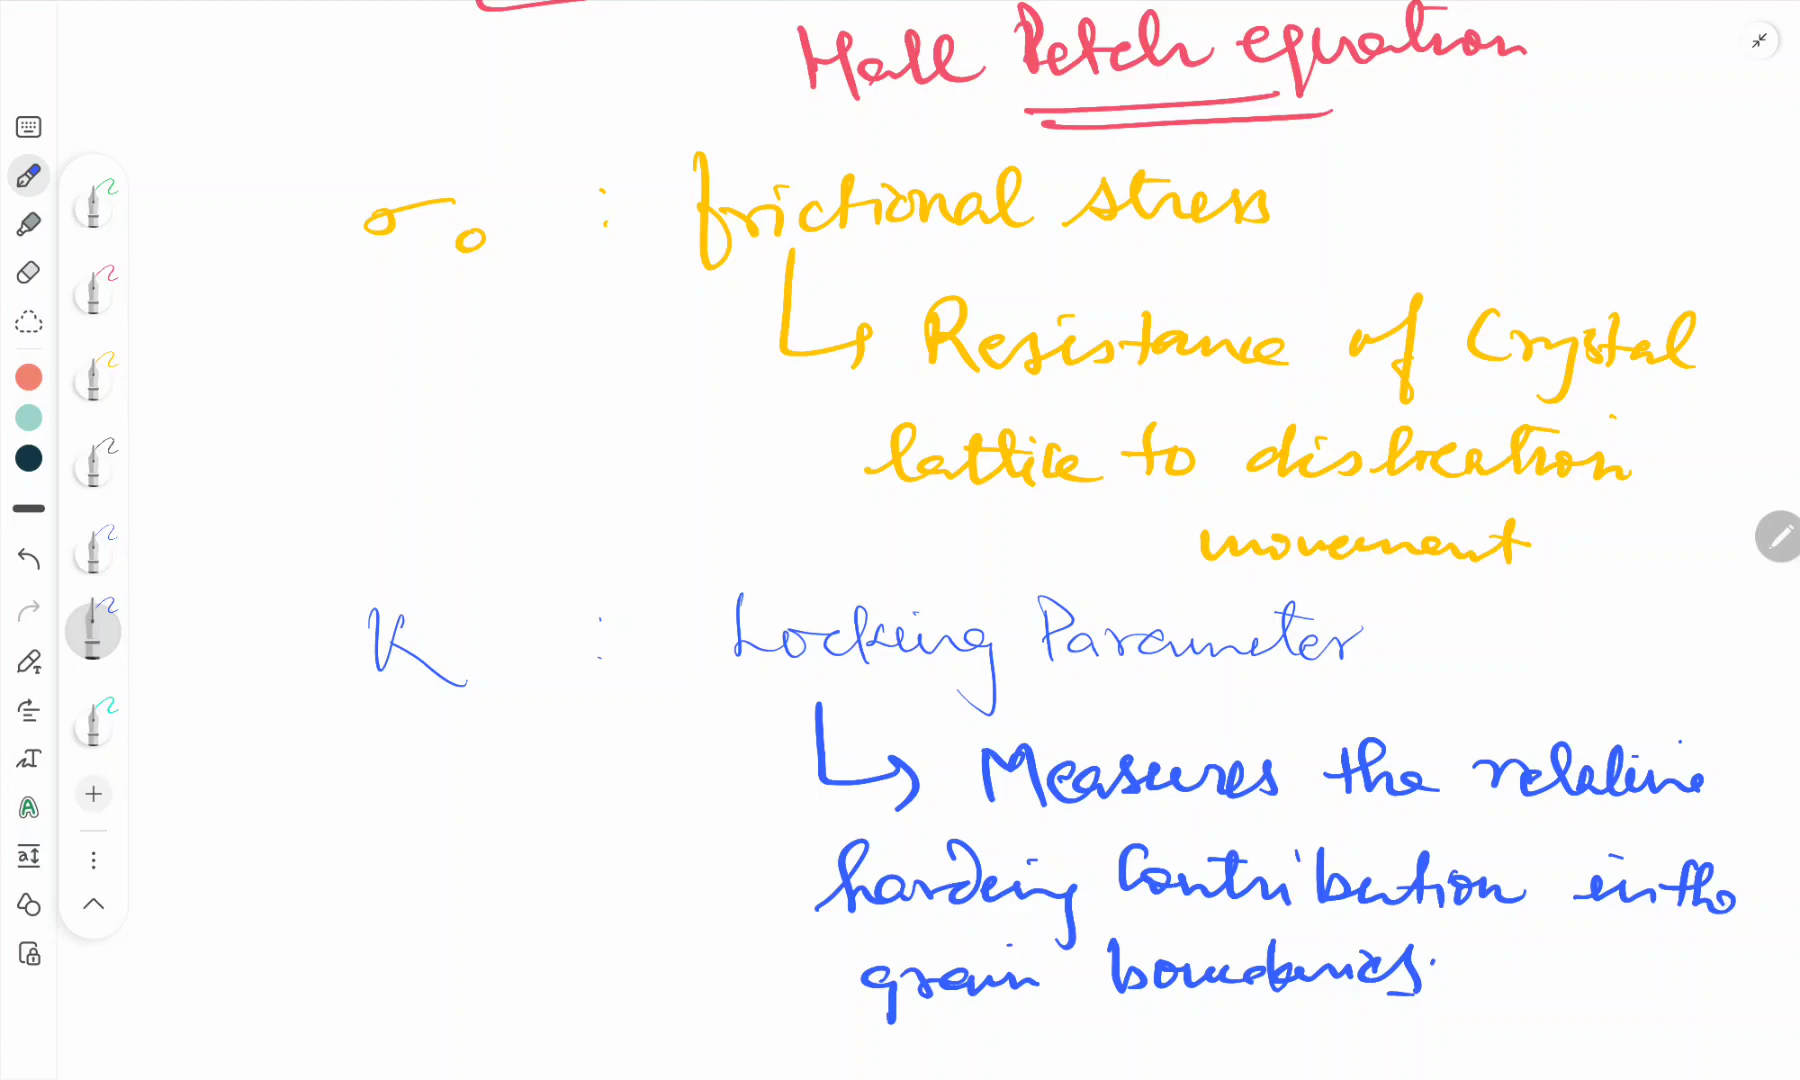 Hall Petch equation
σ₀ : frictional stress
↳ Resistance of Crystal
lattice to dislocation
movement
K : Locking Parameter
↳ Measures the relative
harding Contribution in the
grain boundaries.